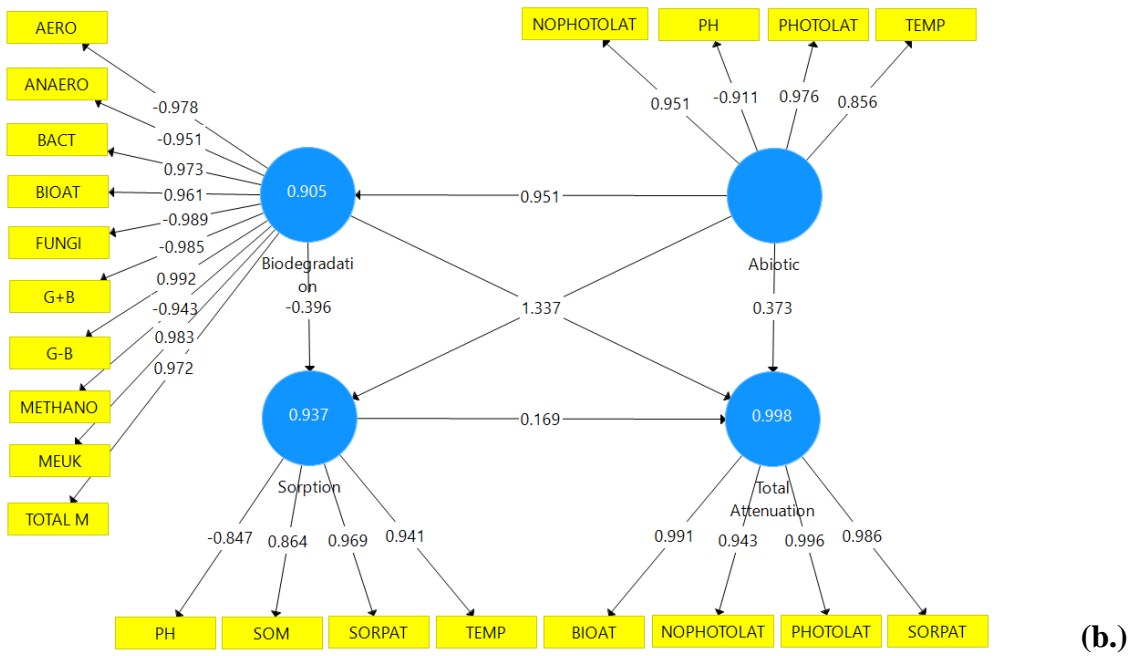 AERO
ANAERO
BACT
BIOAT
FUNGI
G+B
G-B
METHANO
MEUK
TOTAL M
-0.978
-0.951
0.973
0.961
-0.989
-0.985
0.992
-0.943
0.983
0.972
NOPHOTOLAT
PH
PHOTOLAT
TEMP
0.951
-0.911
0.976
0.856
0.905
Biodegradati
on
0.951
Abiotic
-0.396
1.337
0.373
0.937
Sorption
0.169
0.998
Total
Attenuation
-0.847
0.864
0.969
0.941
PH
SOM
SORPAT
TEMP
0.991
0.943
0.996
0.986
BIOAT
NOPHOTOLAT
PHOTOLAT
SORPAT
(b.)